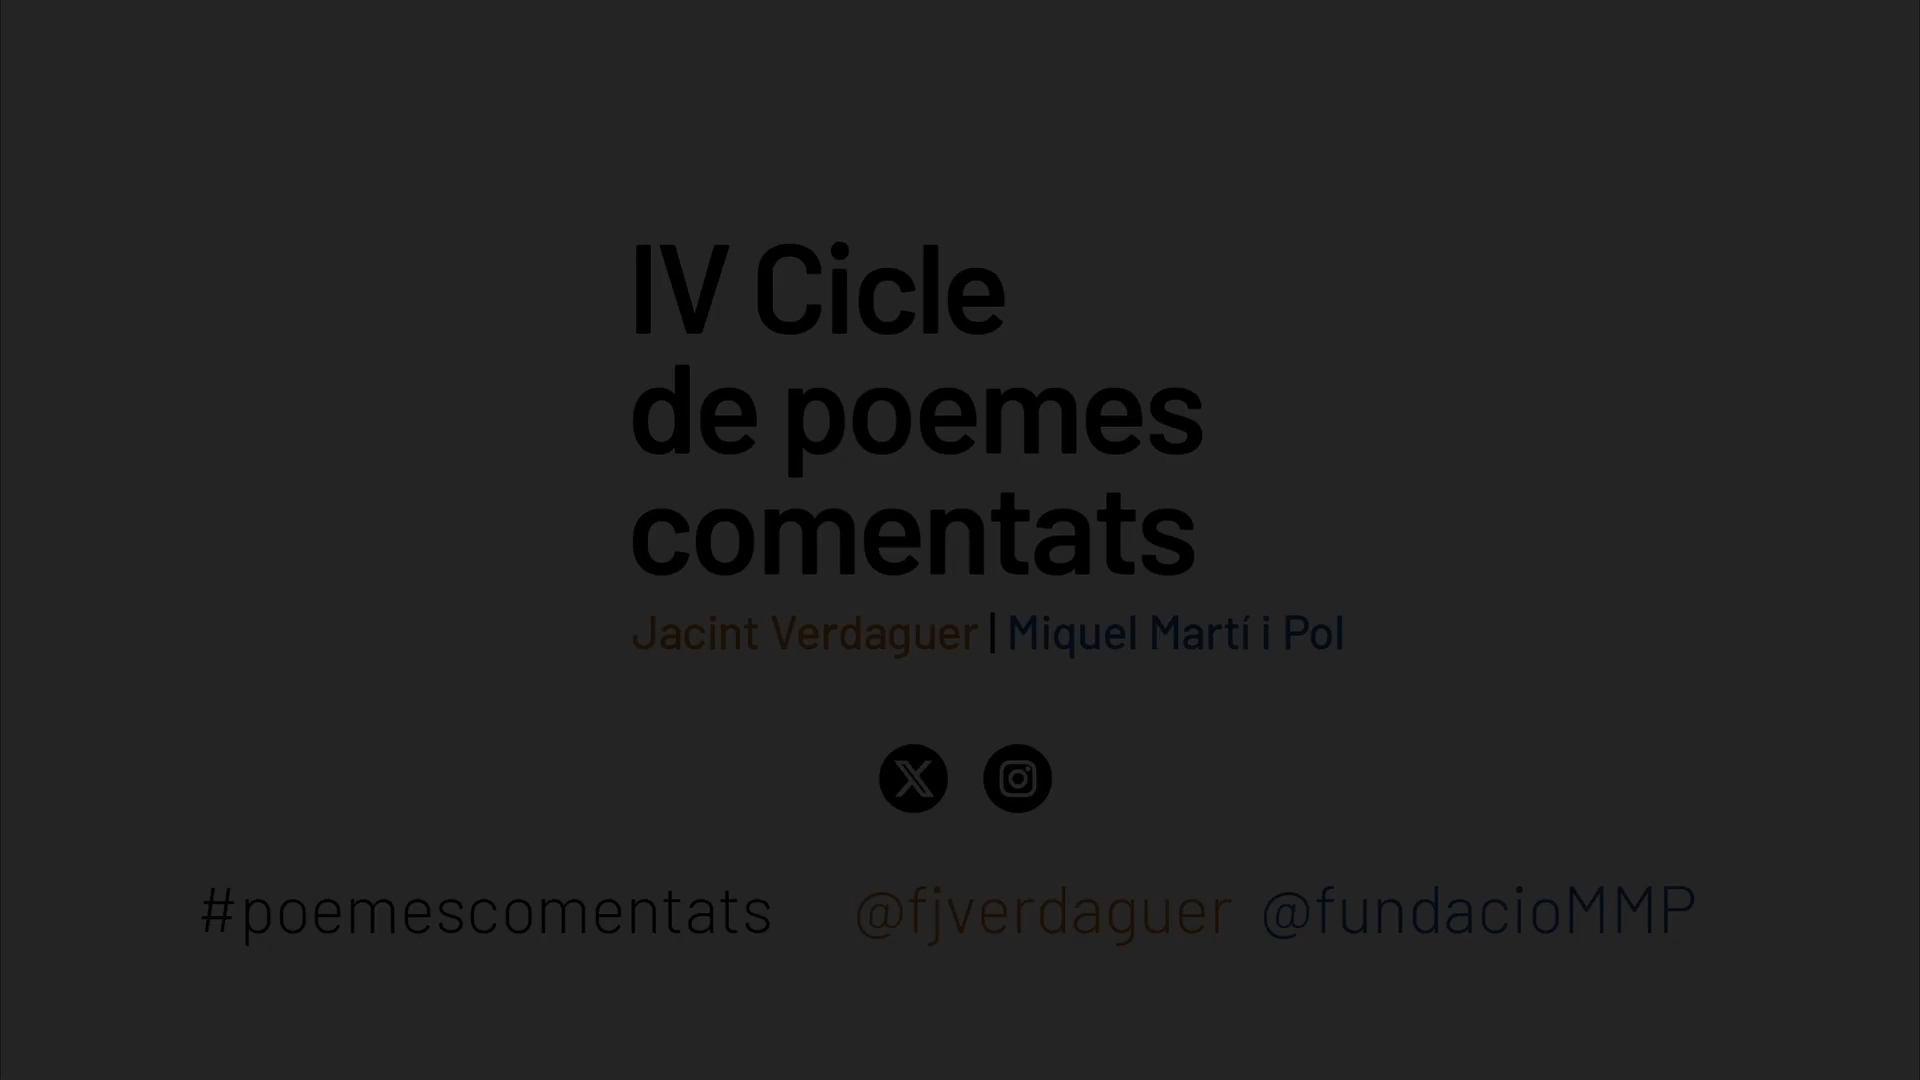 IV Cicle
de poemes
comentats
Jacint Verdaguer | Miquel Martí i Pol
#poemescomentats @fjverdaguer @fundacioMMP